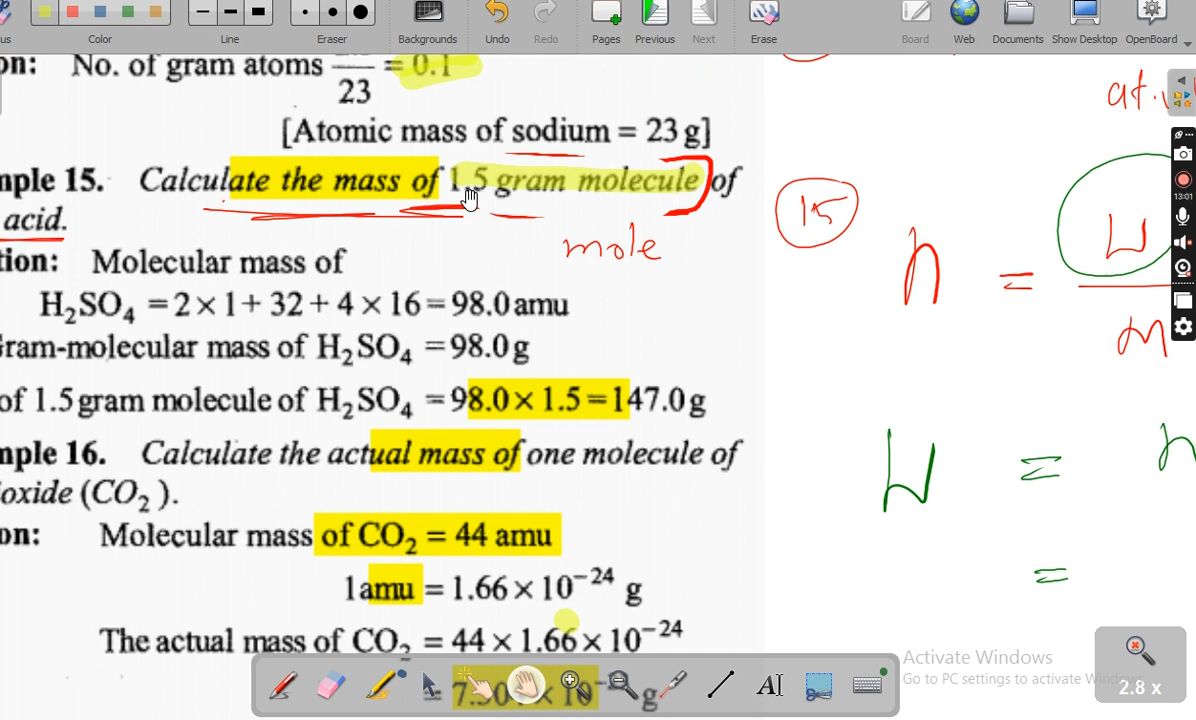 Color
Line
Eraser
Backgrounds
Undo
Redo
Pages
Previous
Next
Erase
Board
Web
Documents
Show Desktop
OpenBoard
on: No. of gram atoms — = 0.1
23
[Atomic mass of sodium = 23 g]
mple 15. Calculate the mass of 1.5 gram molecule of
acid.
mole
tion: Molecular mass of
H₂SO₄ = 2 × 1 + 32 + 4 × 16 = 98.0 amu
Gram-molecular mass of H₂SO₄ = 98.0 g
of 1.5 gram molecule of H₂SO₄ = 98.0 × 1.5 = 147.0 g
mple 16. Calculate the actual mass of one molecule of
oxide (CO₂).
on: Molecular mass of CO₂ = 44 amu
1 amu = 1.66 × 10⁻²⁴ g
The actual mass of CO₂ = 44 × 1.66 × 10⁻²⁴
g
at.
15
n = W
m
W = n
=
13:01
Activate Windows
Go to PC settings to activate Windows.
2.8 x